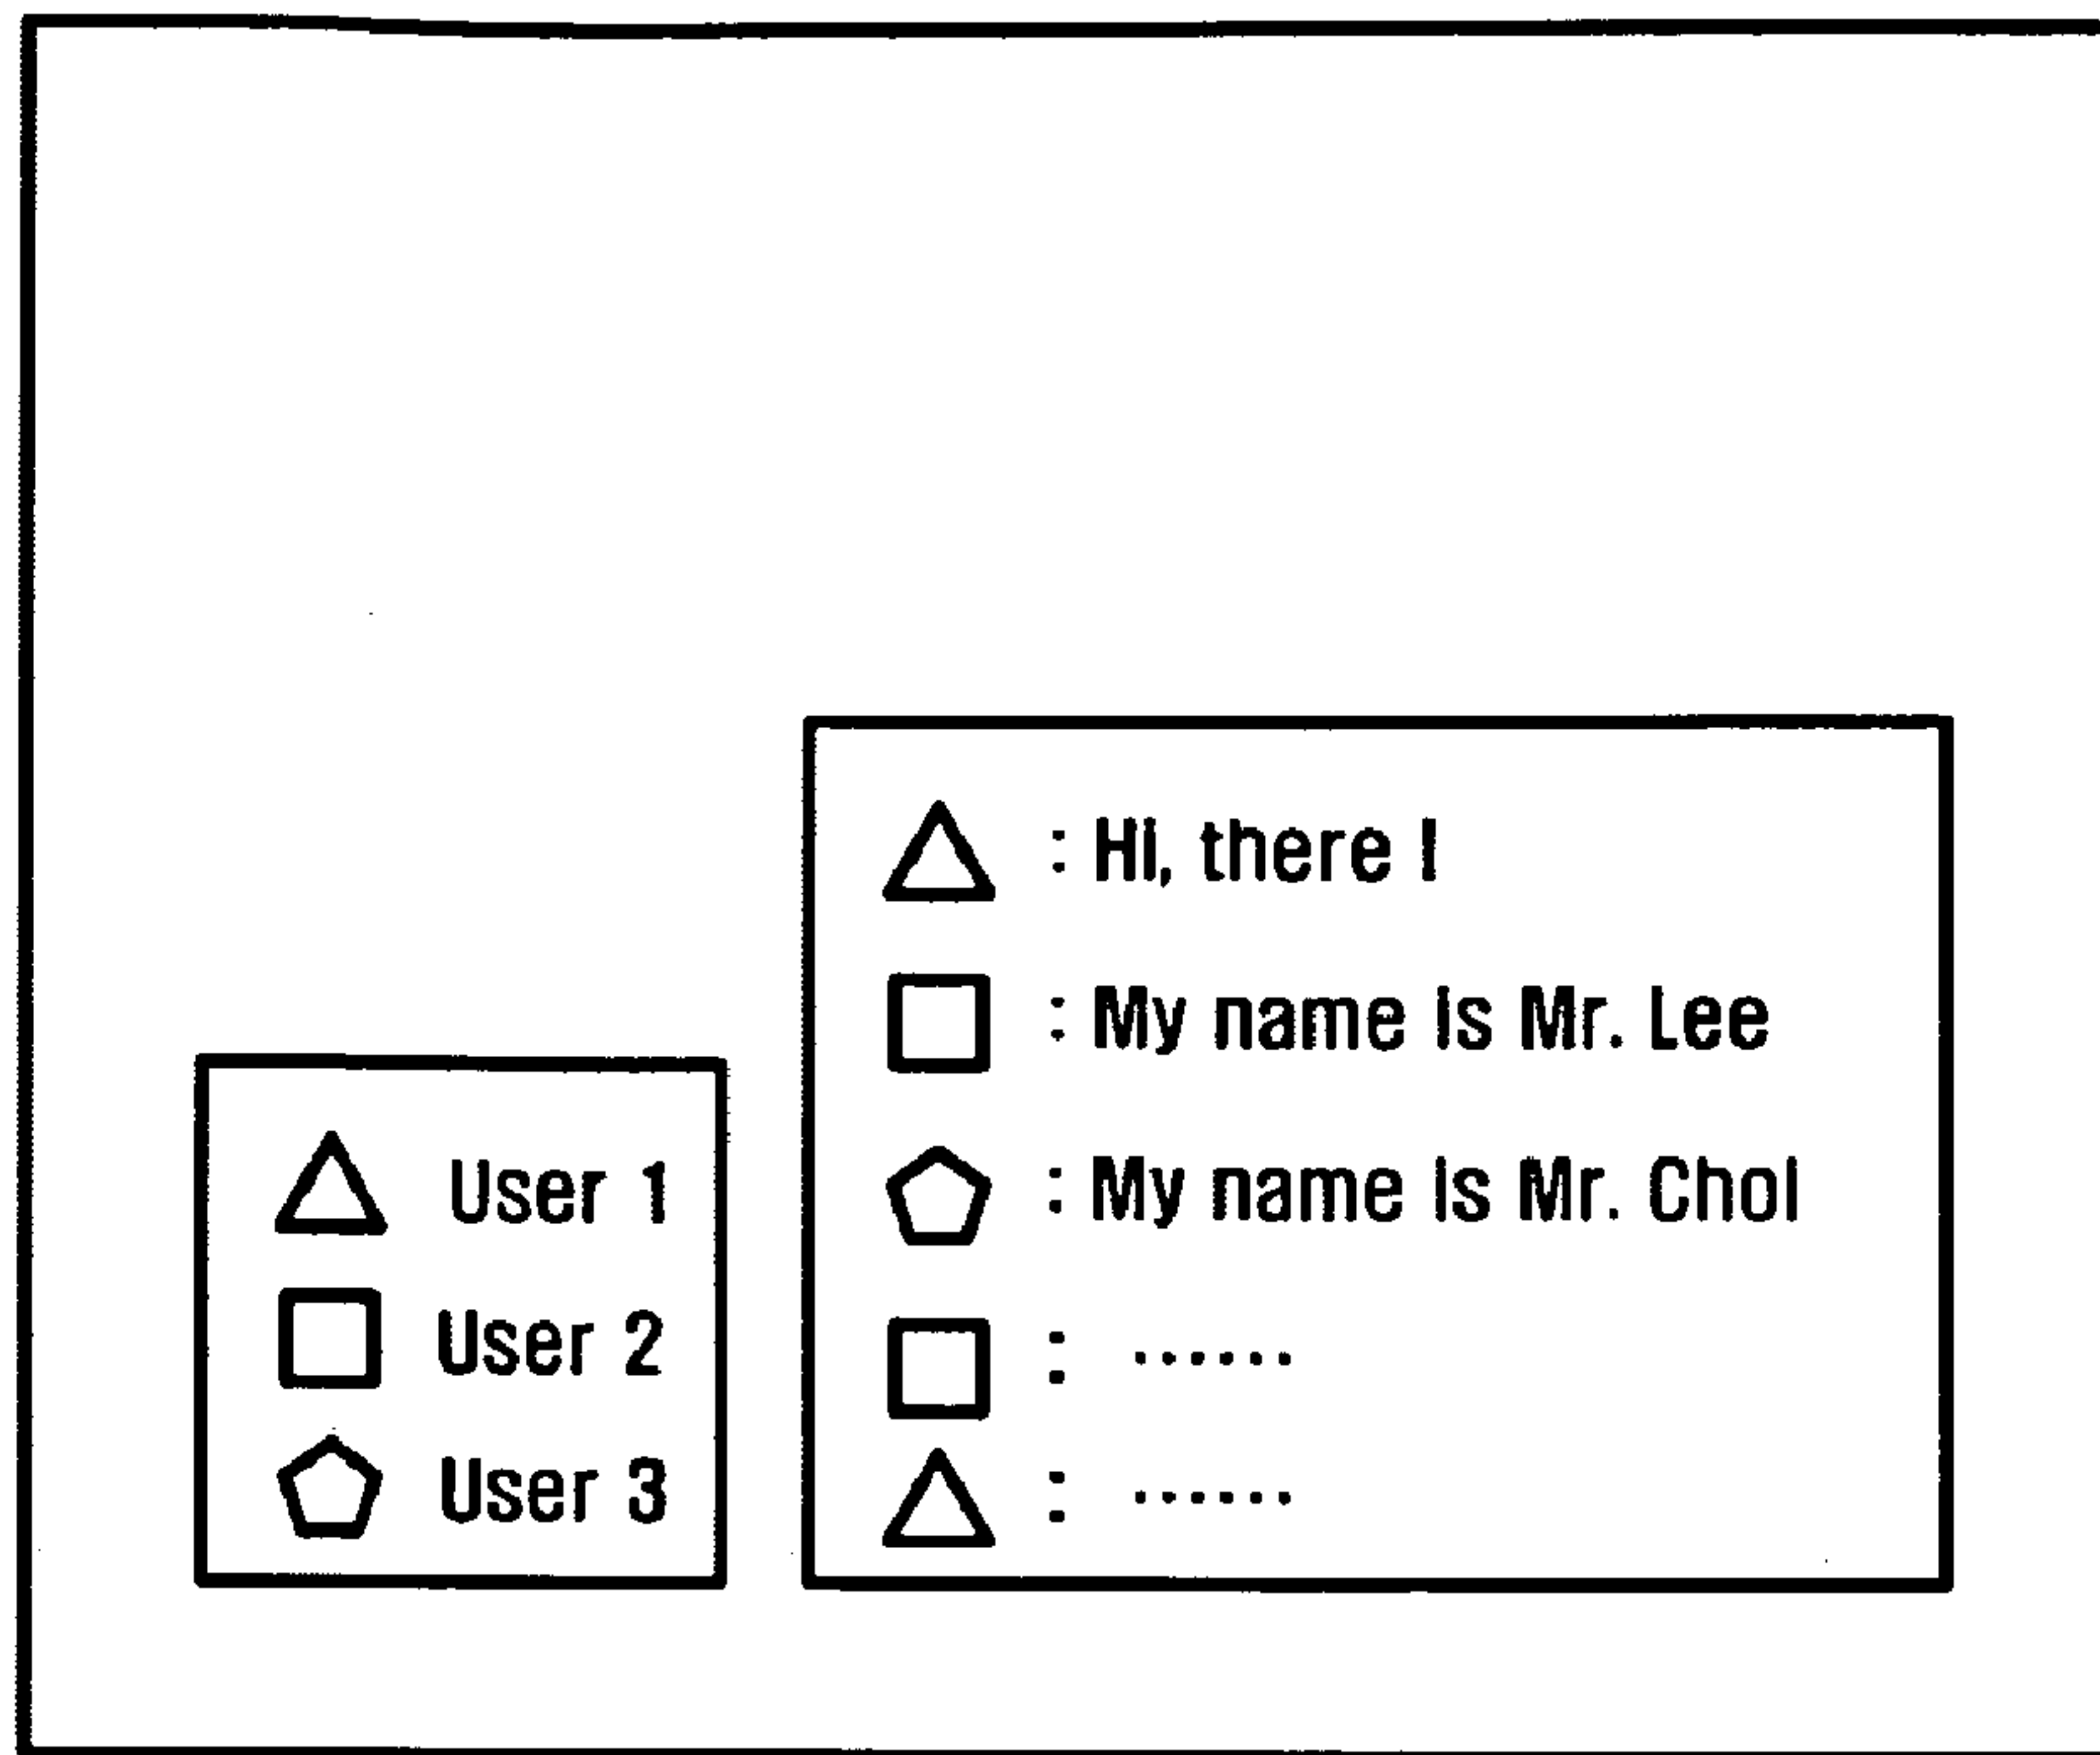 : Hi, there !
: My name is Mr. Lee
: My name is Mr. Choi
: ......
: ......
User 1
User 2
User 3